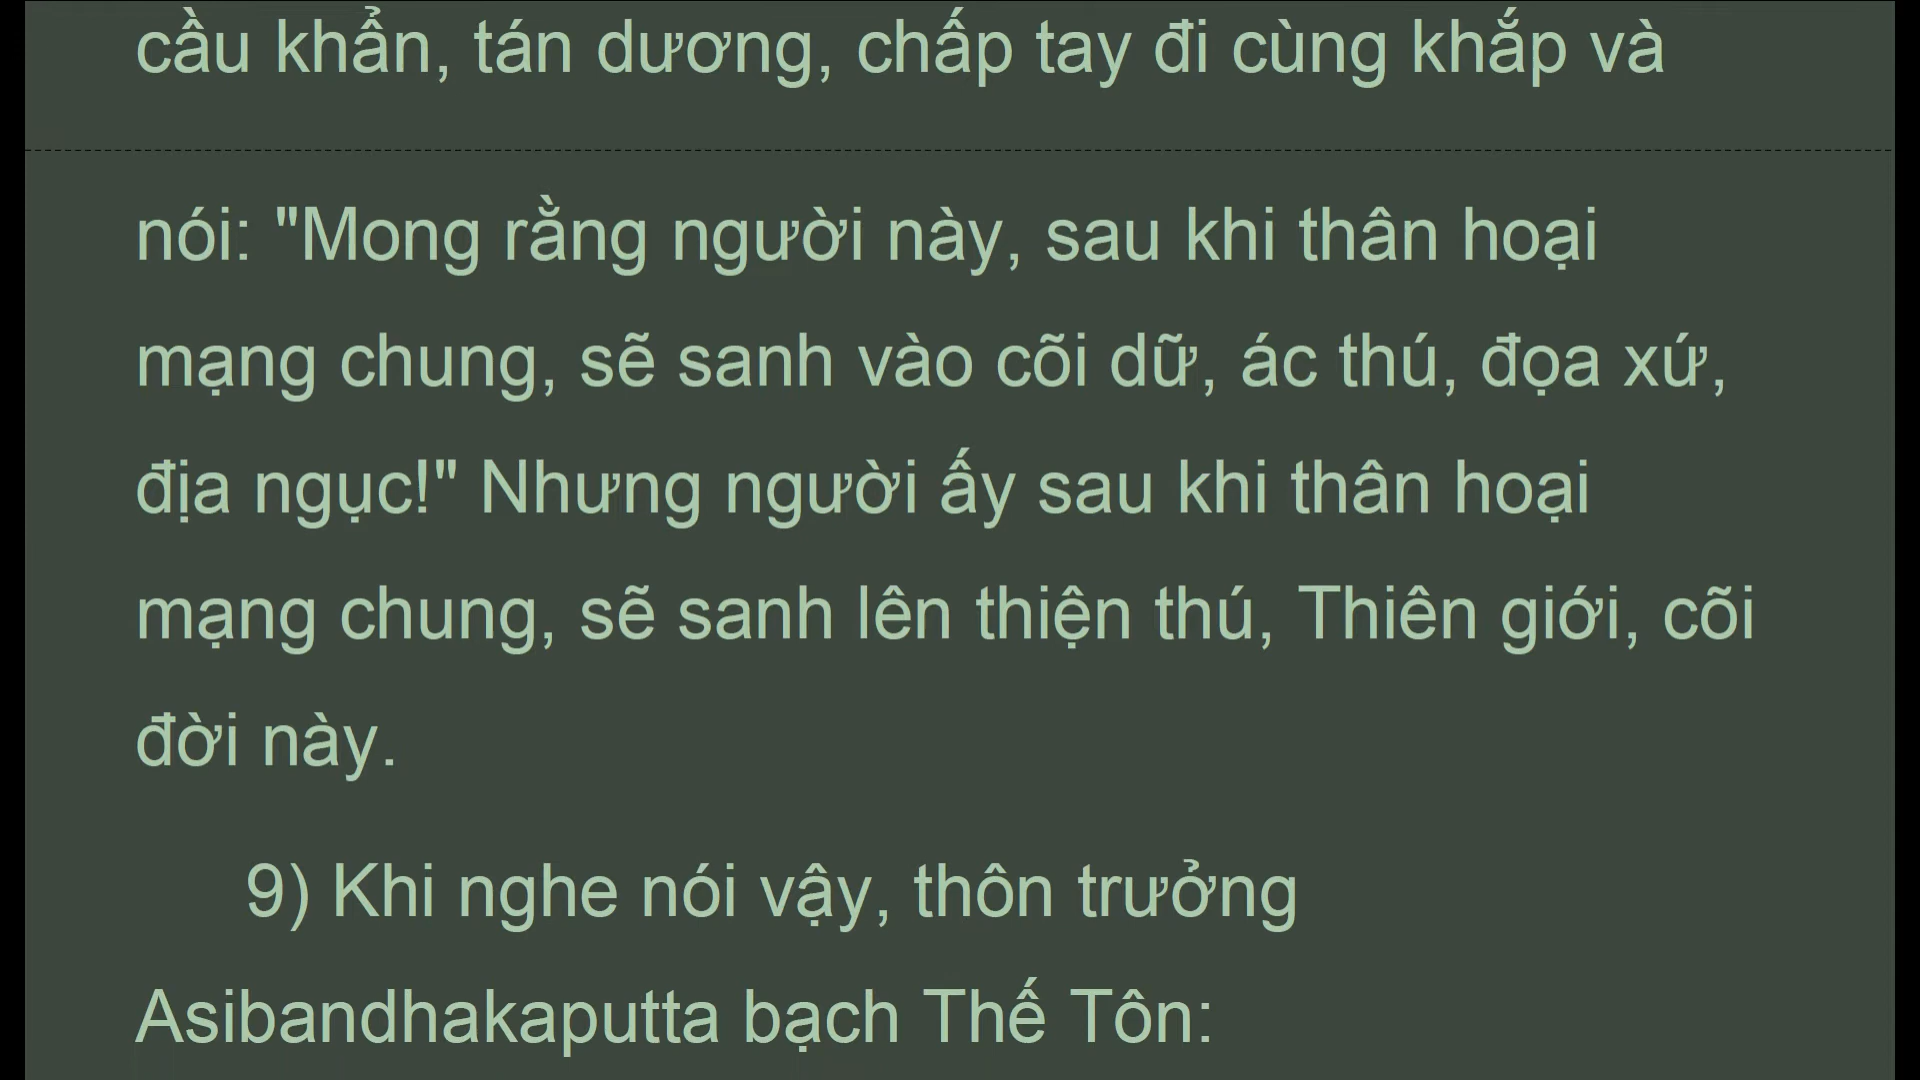 cầu khẩn, tán dương, chấp tay đi cùng khắp và
nói: "Mong rằng người này, sau khi thân hoại
mạng chung, sẽ sanh vào cõi dữ, ác thú, đọa xứ,
địa ngục!" Nhưng người ấy sau khi thân hoại
mạng chung, sẽ sanh lên thiện thú, Thiên giới, cõi
đời này.
9) Khi nghe nói vậy, thôn trưởng
Asibandhakaputta bạch Thế Tôn: